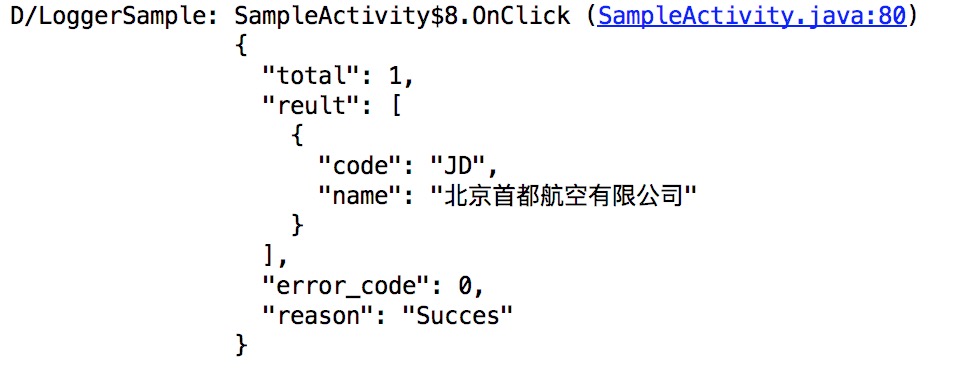 D/LoggerSample: SampleActivity$8.OnClick (SampleActivity.java:80)
{
"total": 1,
"reult": [
{
"code": "JD",
"name": "北京首都航空有限公司"
}
],
"error_code": 0,
"reason": "Succes"
}